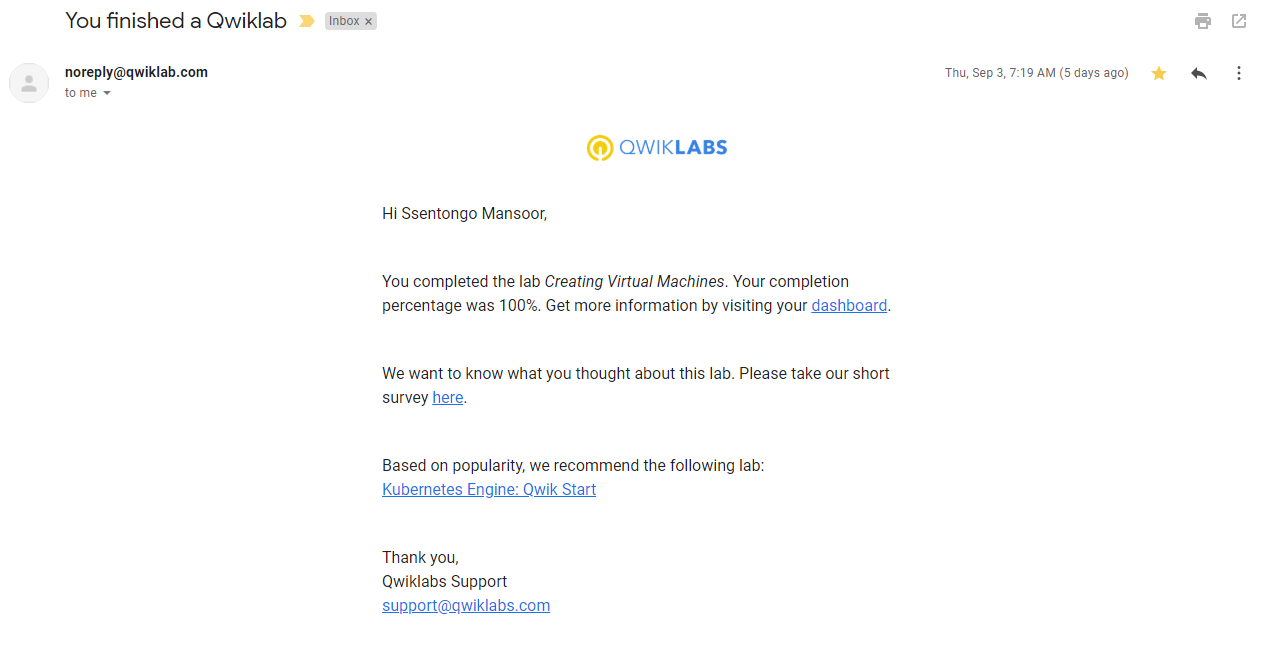 You finished a Qwiklab
Inbox x
noreply@qwiklab.com
Thu, Sep 3, 7:19 AM (5 days ago)
to me
QWIKLABS
Hi Ssentongo Mansoor,
You completed the lab Creating Virtual Machines. Your completion
percentage was 100%. Get more information by visiting your dashboard.
We want to know what you thought about this lab. Please take our short
survey here.
Based on popularity, we recommend the following lab:
Kubernetes Engine: Qwik Start
Thank you,
Qwiklabs Support
support@qwiklabs.com